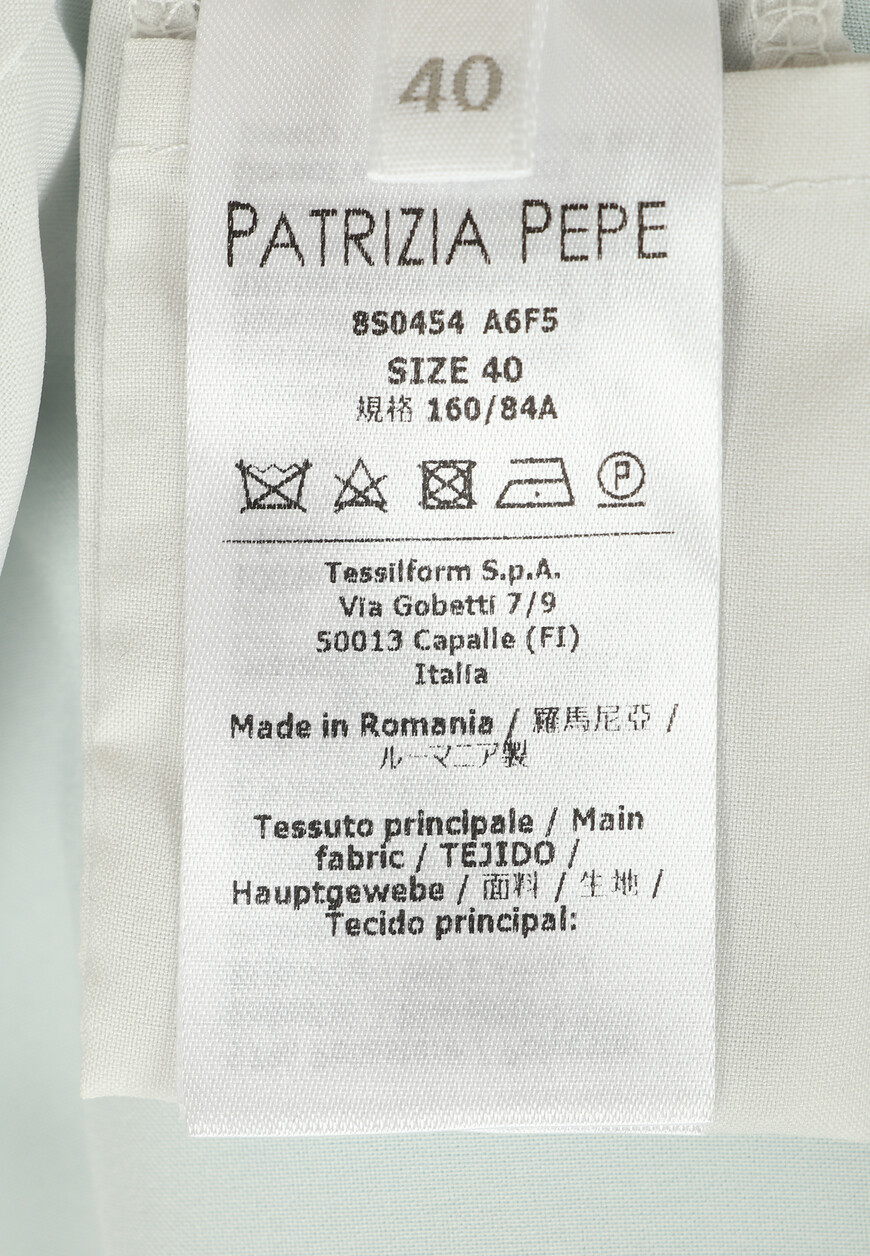 40
PATRIZIA PEPE
8S0454 A6F5
SIZE 40
規格 160/84A
P
Tessilform S.p.A.
Via Gobetti 7/9
50013 Capalle (FI)
Italia
Made in Romania / 羅馬尼亞 /
ルーマニア製
Tessuto principale / Main
fabric / TEJIDO /
Hauptgewebe / 面料 / 生地 /
Tecido principal: